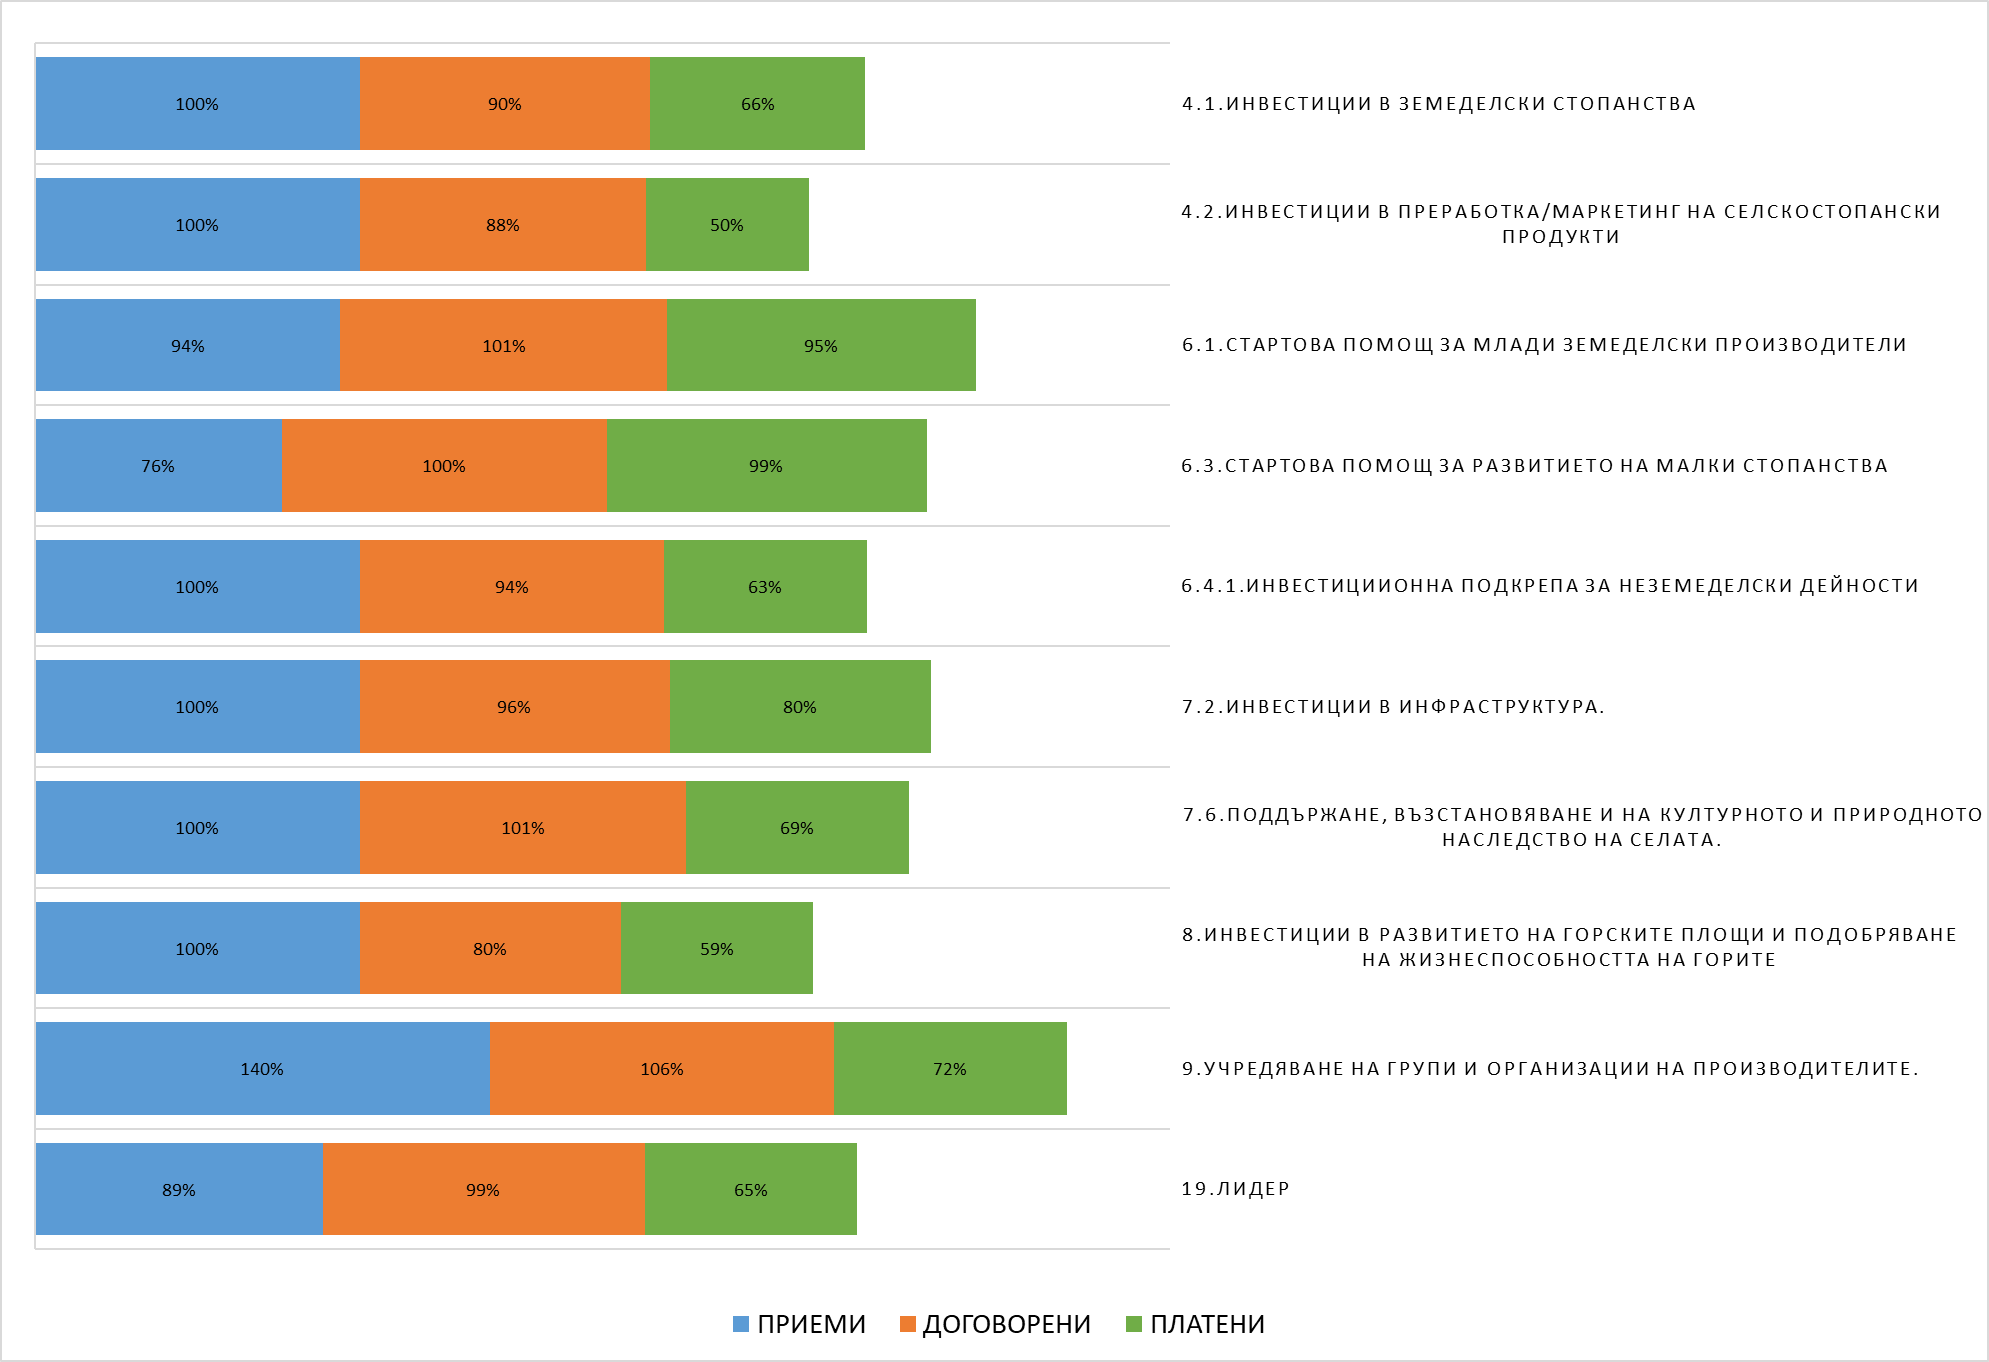 100% 90% 66% 4.1.ИНВЕСТИЦИИ В ЗЕМЕДЕЛСКИ СТОПАНСТВА
100% 88% 50% 4.2.ИНВЕСТИЦИИ В ПРЕРАБОТКА/МАРКЕТИНГ НА СЕЛСКОСТОПАНСКИ
ПРОДУКТИ
94% 101% 95% 6.1.СТАРТОВА ПОМОЩ ЗА МЛАДИ ЗЕМЕДЕЛСКИ ПРОИЗВОДИТЕЛИ
76% 100% 99% 6.3.СТАРТОВА ПОМОЩ ЗА РАЗВИТИЕТО НА МАЛКИ СТОПАНСТВА
100% 94% 63% 6.4.1.ИНВЕСТИЦИИОННА ПОДКРЕПА ЗА НЕЗЕМЕДЕЛСКИ ДЕЙНОСТИ
100% 96% 80% 7.2.ИНВЕСТИЦИИ В ИНФРАСТРУКТУРА.
100% 101% 69% 7.6.ПОДДЪРЖАНЕ, ВЪЗСТАНОВЯВАНЕ И НА КУЛТУРНОТО И ПРИРОДНОТО
НАСЛЕДСТВО НА СЕЛАТА.
100% 80% 59% 8.ИНВЕСТИЦИИ В РАЗВИТИЕТО НА ГОРСКИТЕ ПЛОЩИ И ПОДОБРЯВАНЕ
НА ЖИЗНЕСПОСОБНОСТТА НА ГОРИТЕ
140% 106% 72% 9.УЧРЕДЯВАНЕ НА ГРУПИ И ОРГАНИЗАЦИИ НА ПРОИЗВОДИТЕЛИТЕ.
89% 99% 65% 19.ЛИДЕР
ПРИЕМИ ДОГОВОРЕНИ ПЛАТЕНИ